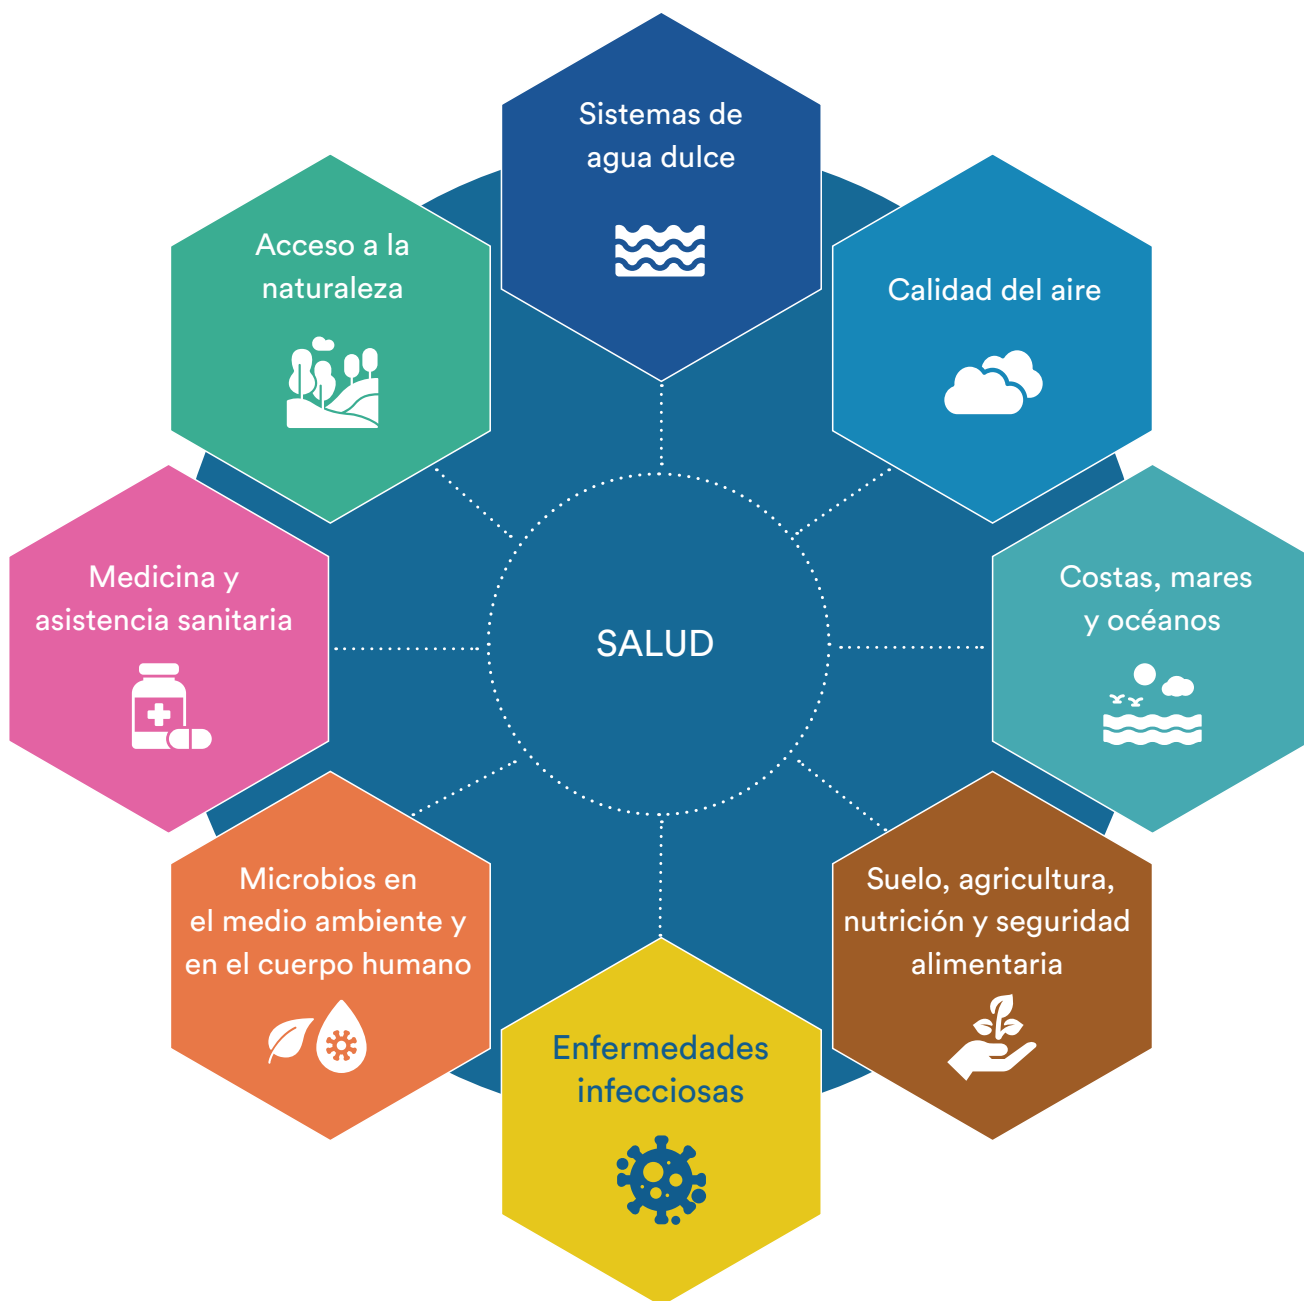 Sistemas de
agua dulce
Calidad del aire
Costas, mares
y océanos
Suelo, agricultura,
nutrición y seguridad
alimentaria
Enfermedades
infecciosas
Microbios en
el medio ambiente y
en el cuerpo humano
Medicina y
asistencia sanitaria
Acceso a la
naturaleza
SALUD